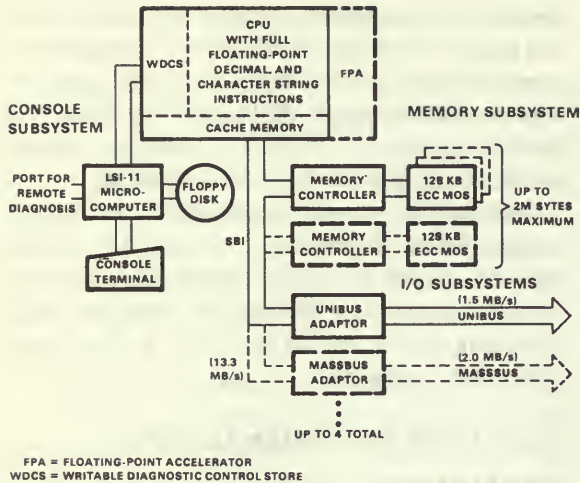 CPU
WITH FULL
FLOATING-POINT
DECIMAL, AND
CHARACTER STRING
INSTRUCTIONS
WDCS
FPA
CACHE MEMORY
CONSOLE
SUBSYSTEM
MEMORY SUBSYSTEM
PORT FOR
REMOTE
DIAGNOSIS
LSI-11
MICRO-
COMPUTER
FLOPPY
DISK
CONSOLE
TERMINAL
MEMORY
CONTROLLER
128 KB
ECC MOS
UP TO
2M BYTES
MAXIMUM
SBI
MEMORY
CONTROLLER
128 KB
ECC MOS
I/O SUBSYSTEMS
UNIBUS
ADAPTOR
(1.5 MB/s)
UNIBUS
(13.3
MB/s)
MASSBUS
ADAPTOR
(2.0 MB/s)
MASSSUS
UP TO 4 TOTAL
FPA = FLOATING-POINT ACCELERATOR
WDCS = WRITABLE DIAGNOSTIC CONTROL STORE